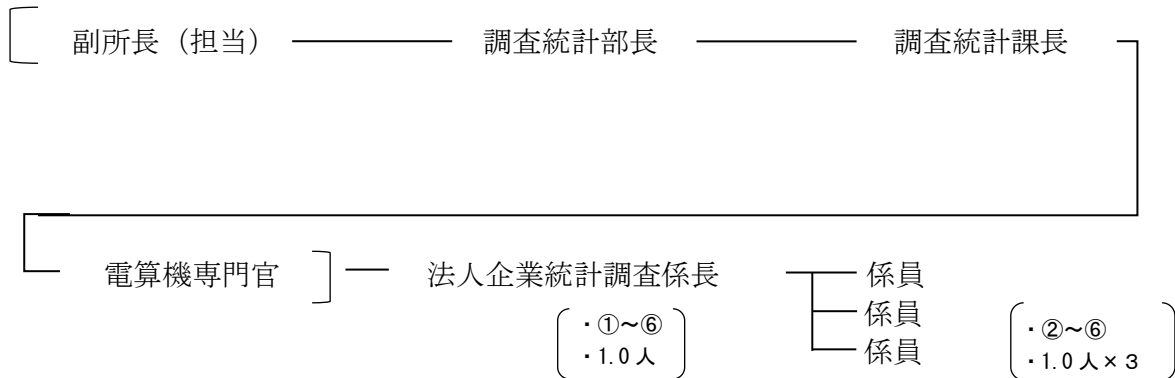 副所長（担当） 調査統計部長 調査統計課長
電算機専門官 法人企業統計調査係長 係員
係員
係員
・①～⑥
・1.0人
・②～⑥
・1.0人×3